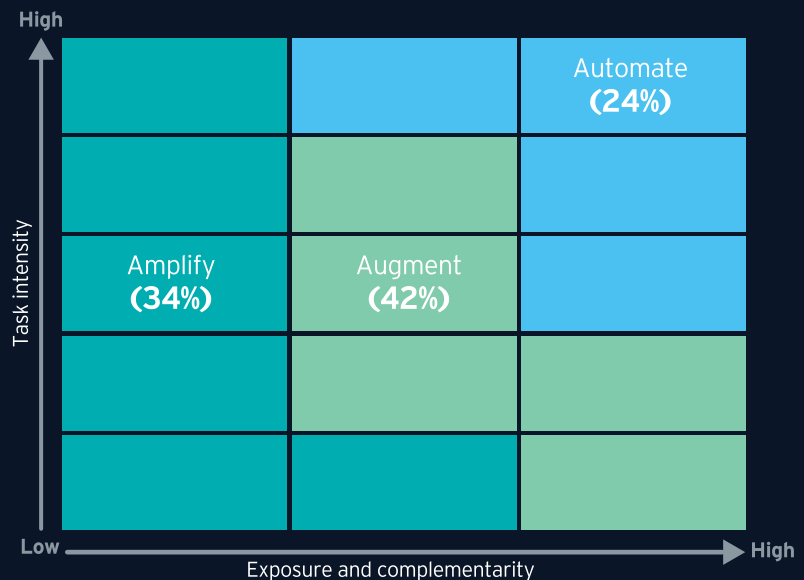 High
Automate
(24%)
Task intensity
Amplify
(34%)
Augment
(42%)
Low
High
Exposure and complementarity